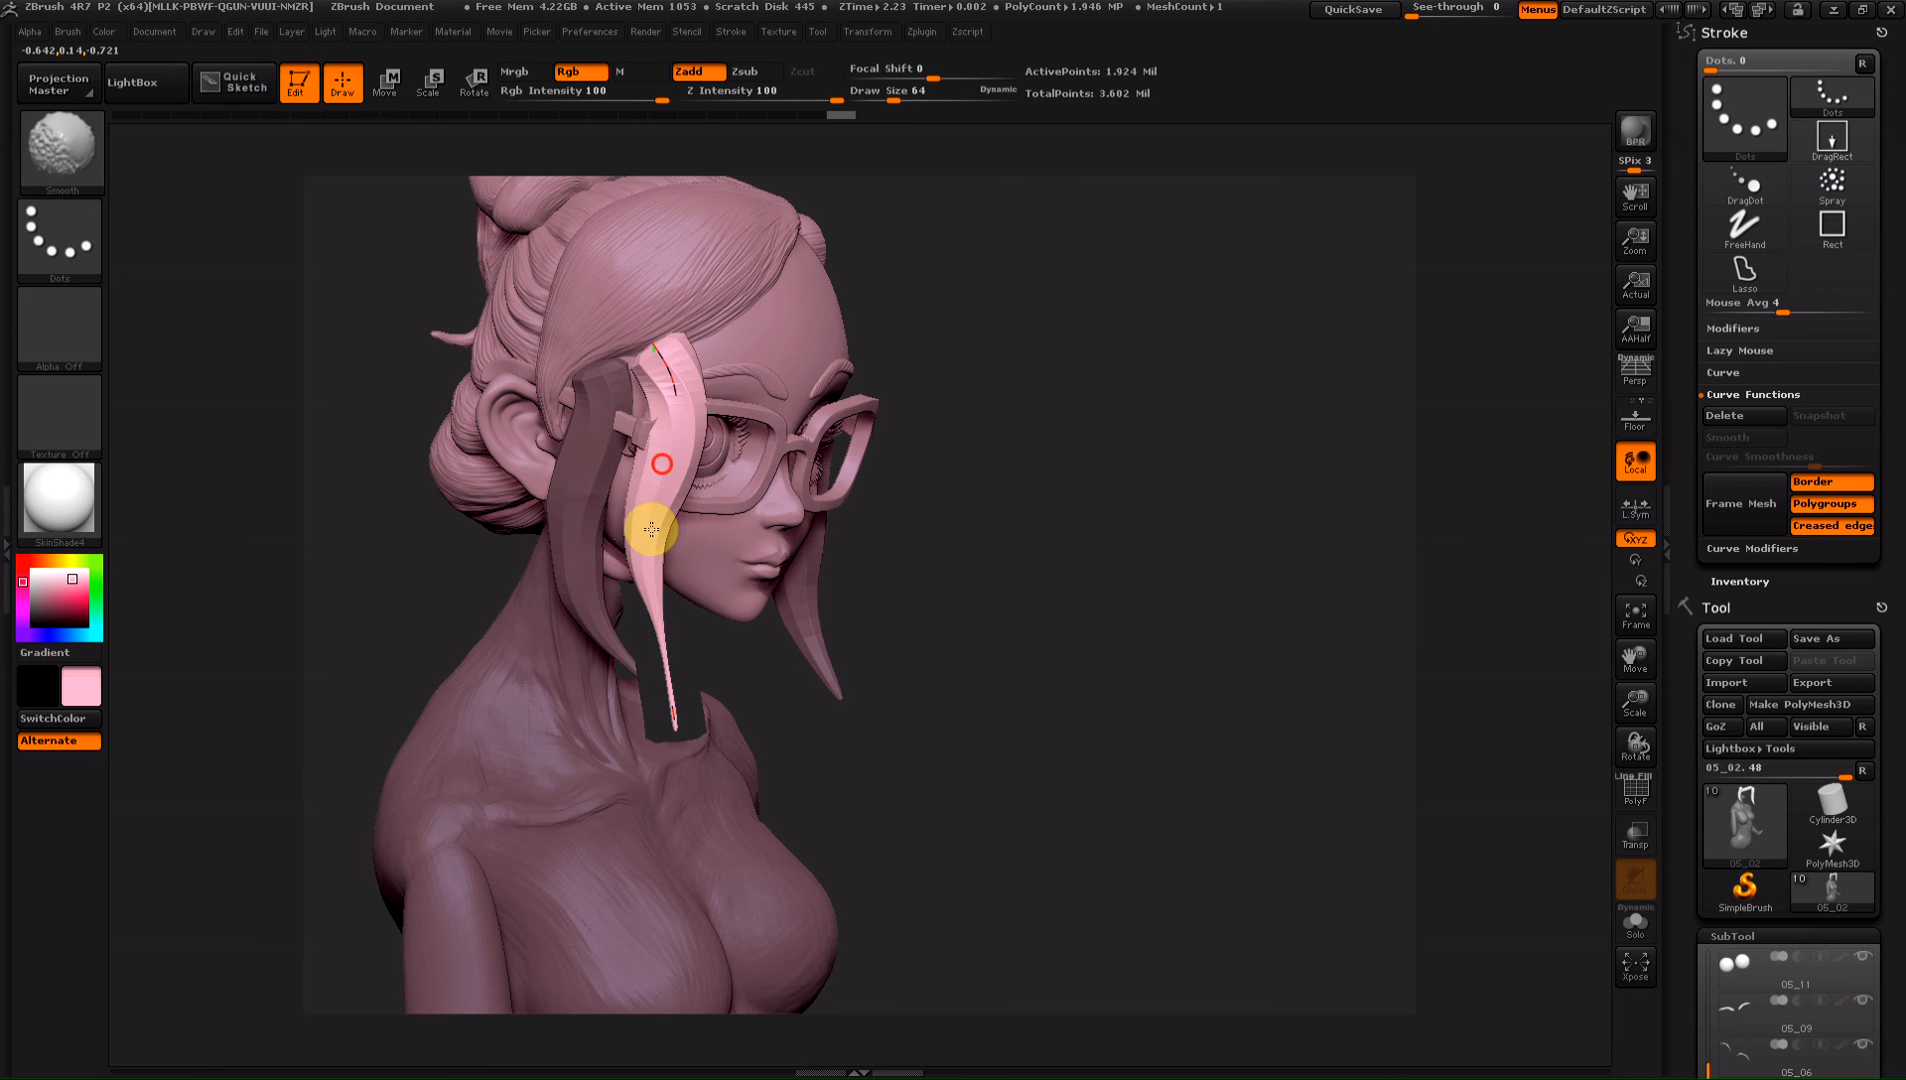 ZBrush 4R7 P2 (x64)[MLLK-PBWF-QGUN-VUUI-NMZR] ZBrush Document • Free Mem 4.22GB • Active Mem 1053 • Scratch Disk 445 • ZTime▸2.23 Timer▸0.002 • PolyCount▸1.946 MP • MeshCount▸1 QuickSave See-through 0 Menus DefaultZScript
Alpha Brush Color Document Draw Edit File Layer Light Macro Marker Material Movie Picker Preferences Render Stencil Stroke Texture Tool Transform Zplugin Zscript
-0.642,0.14,-0.721
Projection Master
LightBox
Quick Sketch
Edit
Draw
Move
Scale
Rotate
Mrgb Rgb M
Rgb Intensity 100
Zadd Zsub Zcut
Z Intensity 100
Focal Shift 0
Draw Size 64 Dynamic
ActivePoints: 1.924 Mil
TotalPoints: 3.602 Mil
Smooth
Dots
Alpha Off
Texture Off
SkinShade4
Gradient
SwitchColor
Alternate
BPR
SPix 3
Scroll
Zoom
Actual
AAHalf
Dynamic
Persp
Floor
Local
L.Sym
XYZ
Y
Z
Frame
Move
Scale
Rotate
Line Fill
PolyF
Transp
Dynamic
Solo
Xpose
Stroke
Dots. 0 R
Dots
Dots
DragRect
DragDot Spray
FreeHand Rect
Lasso
Mouse Avg 4
Modifiers
Lazy Mouse
Curve
Curve Functions
Delete Snapshot
Smooth
Curve Smoothness
Frame Mesh
Border
Polygroups
Creased edges
Curve Modifiers
Inventory
Tool
Load Tool Save As
Copy Tool Paste Tool
Import Export
Clone Make PolyMesh3D
GoZ All Visible R
Lightbox▸Tools
05_02. 48 R
10
Cylinder3D
05_02 PolyMesh3D
10
SimpleBrush 05_02
SubTool
05_11
05_09
05_06